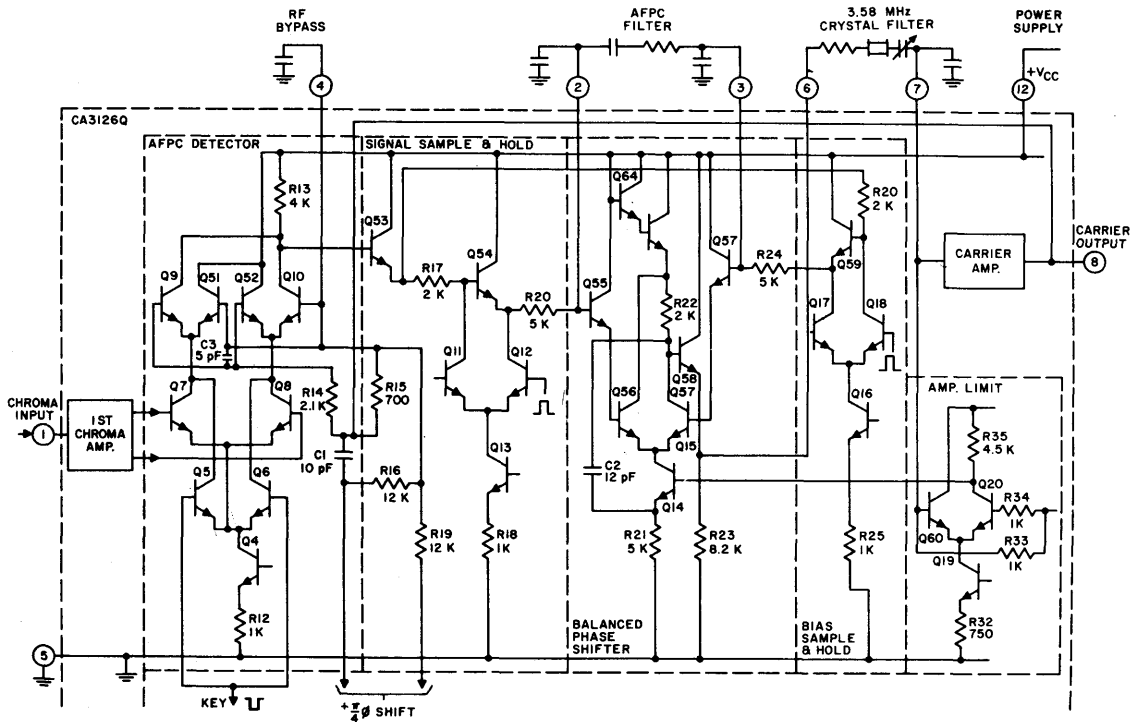 RF
BYPASS
AFPC
FILTER
3.58 MHz
CRYSTAL FILTER
POWER
SUPPLY
+VCC
4
2
3
6
7
12
CA3126Q
AFPC DETECTOR
SIGNAL SAMPLE & HOLD
R13
4 K
Q53
Q64
R20
2 K
Q9
Q51
Q52
Q10
R17
2 K
Q54
Q55
Q57
R24
5 K
Q59
CARRIER
AMP.
CARRIER
OUTPUT
8
R20
5 K
R22
2 K
Q17
Q18
C3
5 pF
Q11
Q12
Q58
Q7
Q8
R14
2.1 K
R15
700
Q56
Q57
Q16
AMP. LIMIT
CHROMA
INPUT
1
1ST
CHROMA
AMP.
Q15
R35
4.5 K
Q5
Q6
C1
10 pF
R16
12 K
Q13
C2
12 pF
Q14
Q20
R34
1K
Q4
R19
12 K
R18
1K
R21
5 K
R23
8.2 K
R25
1K
Q60
R33
1K
Q19
R12
1K
R32
750
BALANCED
PHASE
SHIFTER
BIAS
SAMPLE
& HOLD
5
KEY
+π/4 ø SHIFT